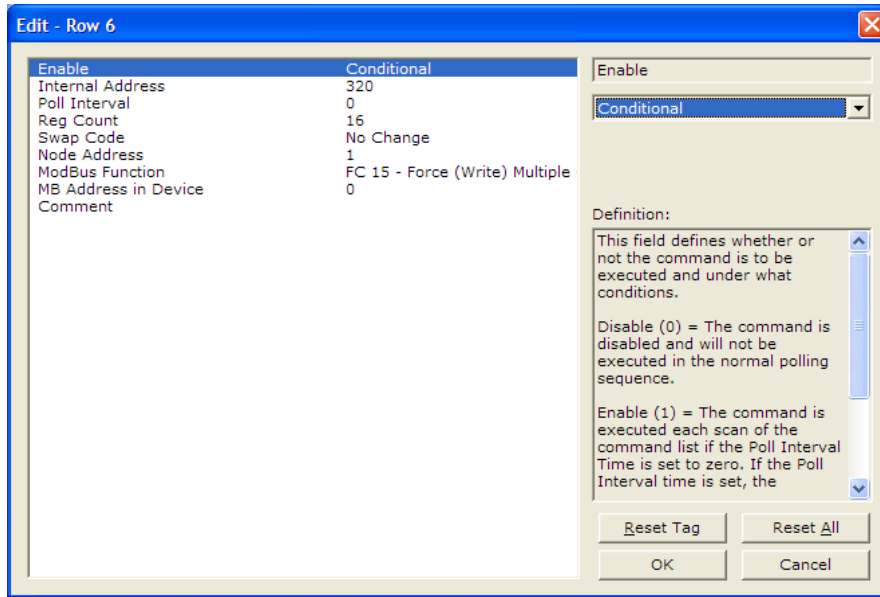 Edit - Row 6
Enable Conditional
Internal Address 320
Poll Interval 0
Reg Count 16
Swap Code No Change
Node Address 1
ModBus Function FC 15 - Force (Write) Multiple
MB Address in Device 0
Comment
Enable
Conditional
Definition:
This field defines whether or
not the command is to be
executed and under what
conditions.
Disable (0) = The command is
disabled and will not be
executed in the normal polling
sequence.
Enable (1) = The command is
executed each scan of the
command list if the Poll Interval
Time is set to zero. If the Poll
Interval time is set, the
Reset Tag Reset All
OK Cancel